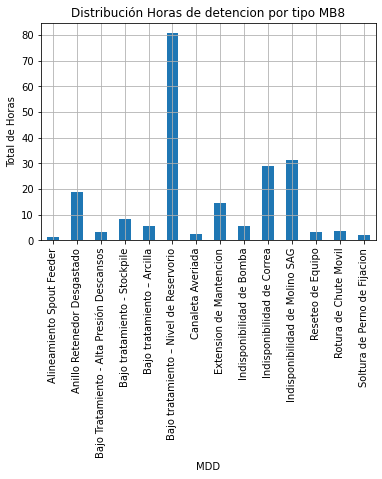 Distribución Horas de detencion por tipo MB8
Total de Horas
80
70
60
50
40
30
20
10
0
Alineamiento Spout Feeder
Anillo Retenedor Desgastado
Bajo Tratamiento - Alta Presión Descansos
Bajo tratamiento - Stockpile
Bajo tratamiento – Arcilla
Bajo tratamiento – Nivel de Reservorio
Canaleta Averiada
Extension de Mantencion
Indisponibilidad de Bomba
Indisponibilidad de Correa
Indisponibilidad de Molino SAG
Reseteo de Equipo
Rotura de Chute Movil
Soltura de Perno de Fijacion
MDD